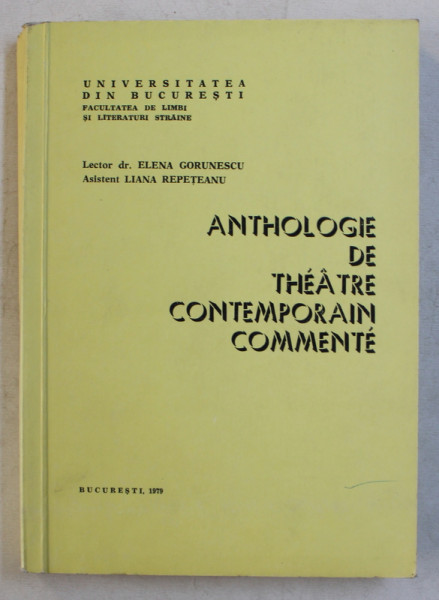 UNIVERSITATEA
DIN BUCUREȘTI
FACULTATEA DE LIMBI
ȘI LITERATURI STRĂINE
Lector dr. ELENA GORUNESCU
Asistent LIANA REPEȚEANU
ANTHOLOGIE
DE
THÉÂTRE
CONTEMPORAIN
COMMENTÉ
BUCUREȘTI, 1979